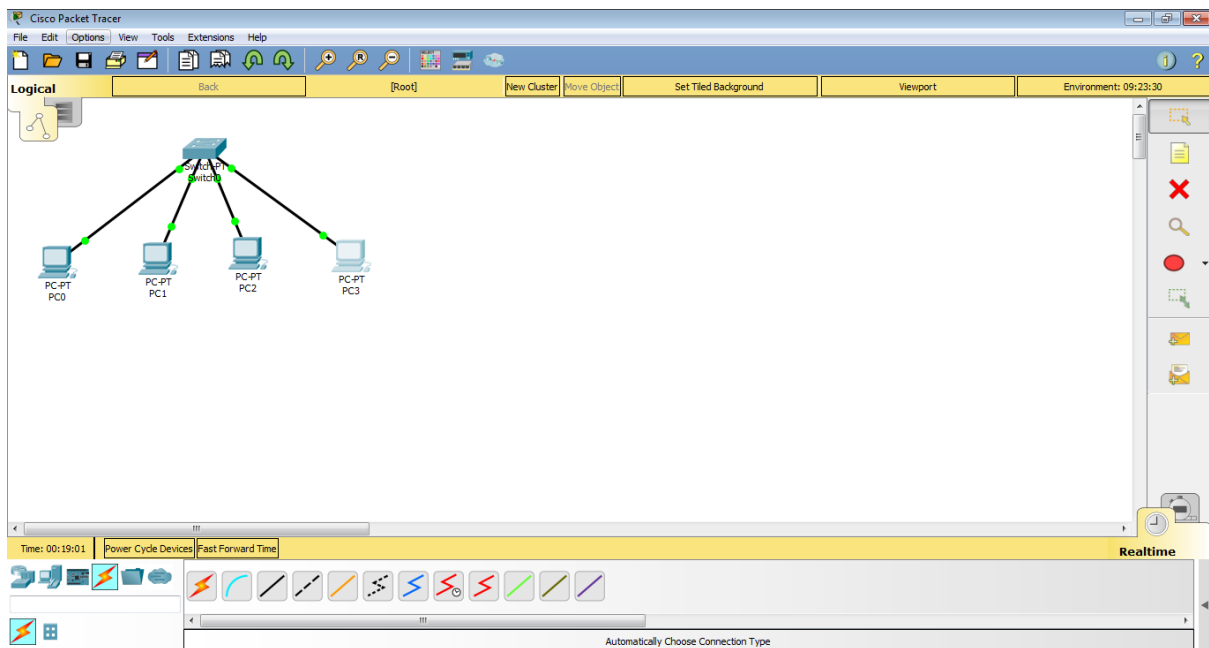 Cisco Packet Tracer
File Edit Options View Tools Extensions Help
Logical Back [Root] New Cluster Move Object Set Tiled Background Viewport Environment: 09:23:30
Switch-PT
Switch0
PC-PT
PC0
PC-PT
PC1
PC-PT
PC2
PC-PT
PC3
Time: 00:19:01 Power Cycle Devices Fast Forward Time Realtime
Automatically Choose Connection Type